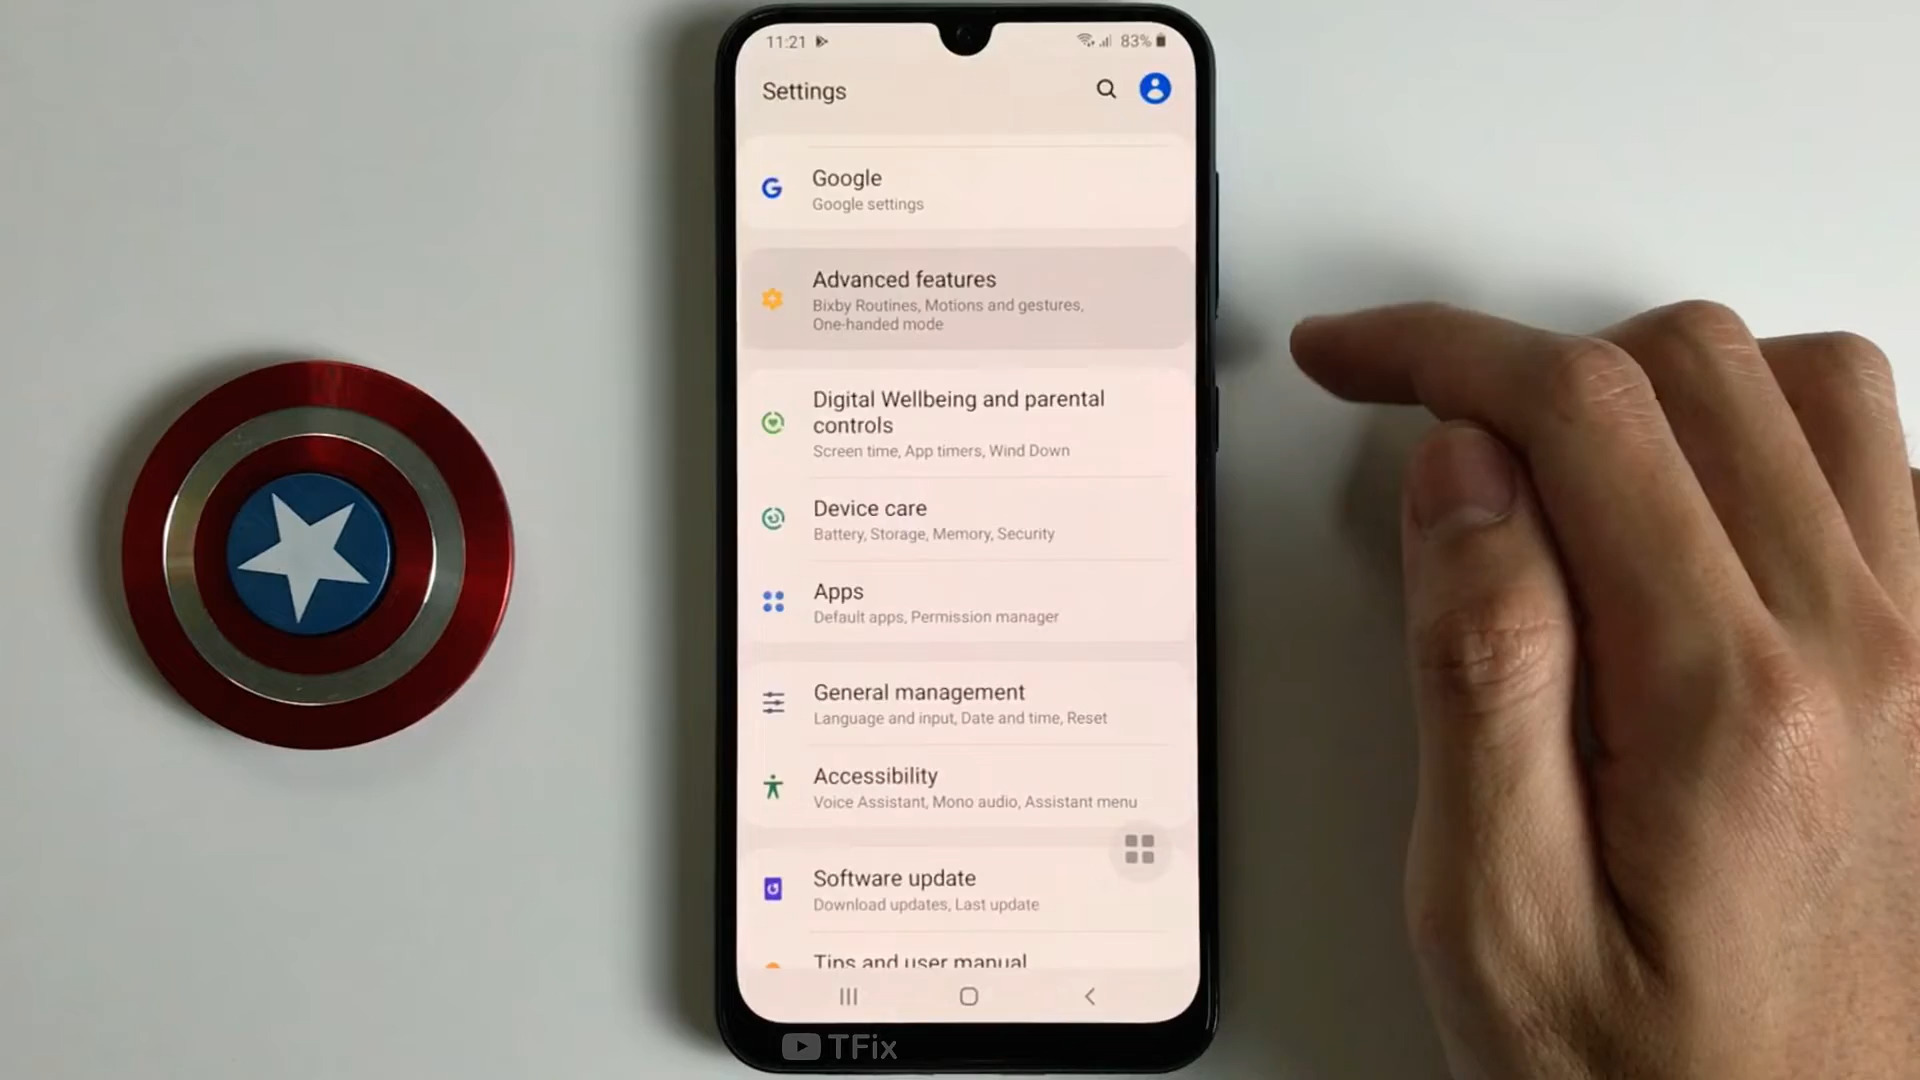 11:21
83%
Settings
Google
Google settings
Advanced features
Bixby Routines, Motions and gestures,
One-handed mode
Digital Wellbeing and parental
controls
Screen time, App timers, Wind Down
Device care
Battery, Storage, Memory, Security
Apps
Default apps, Permission manager
General management
Language and input, Date and time, Reset
Accessibility
Voice Assistant, Mono audio, Assistant menu
Software update
Download updates, Last update
Tips and user manual
TFix